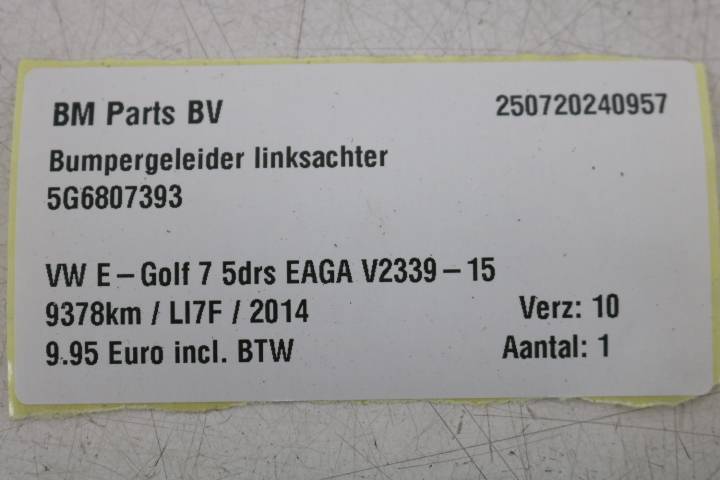 BM Parts BV 250720240957
Bumpergeleider linksachter
5G6807393
VW E-Golf 7 5drs EAGA V2339-15
9378km / LI7F / 2014 Verz: 10
9.95 Euro incl. BTW Aantal: 1